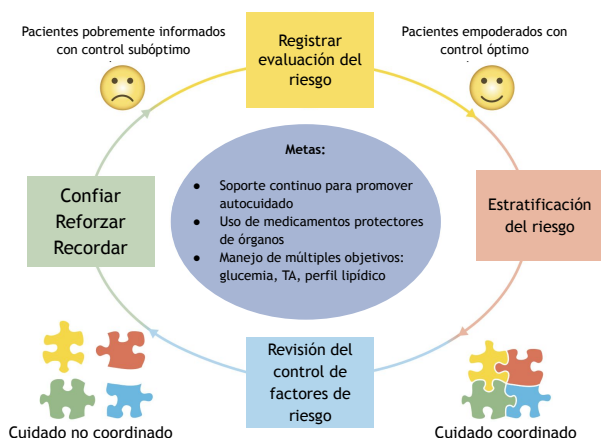 Pacientes pobremente informados
con control subóptimo
Registrar
evaluación del
riesgo
Pacientes empoderados con
control óptimo
Metas:
● Soporte continuo para promover
autocuidado
● Uso de medicamentos protectores
de órganos
● Manejo de múltiples objetivos:
glucemia, TA, perfil lipídico
Confiar
Reforzar
Recordar
Estratificación
del riesgo
Revisión del
control de
factores de
riesgo
Cuidado no coordinado
Cuidado coordinado